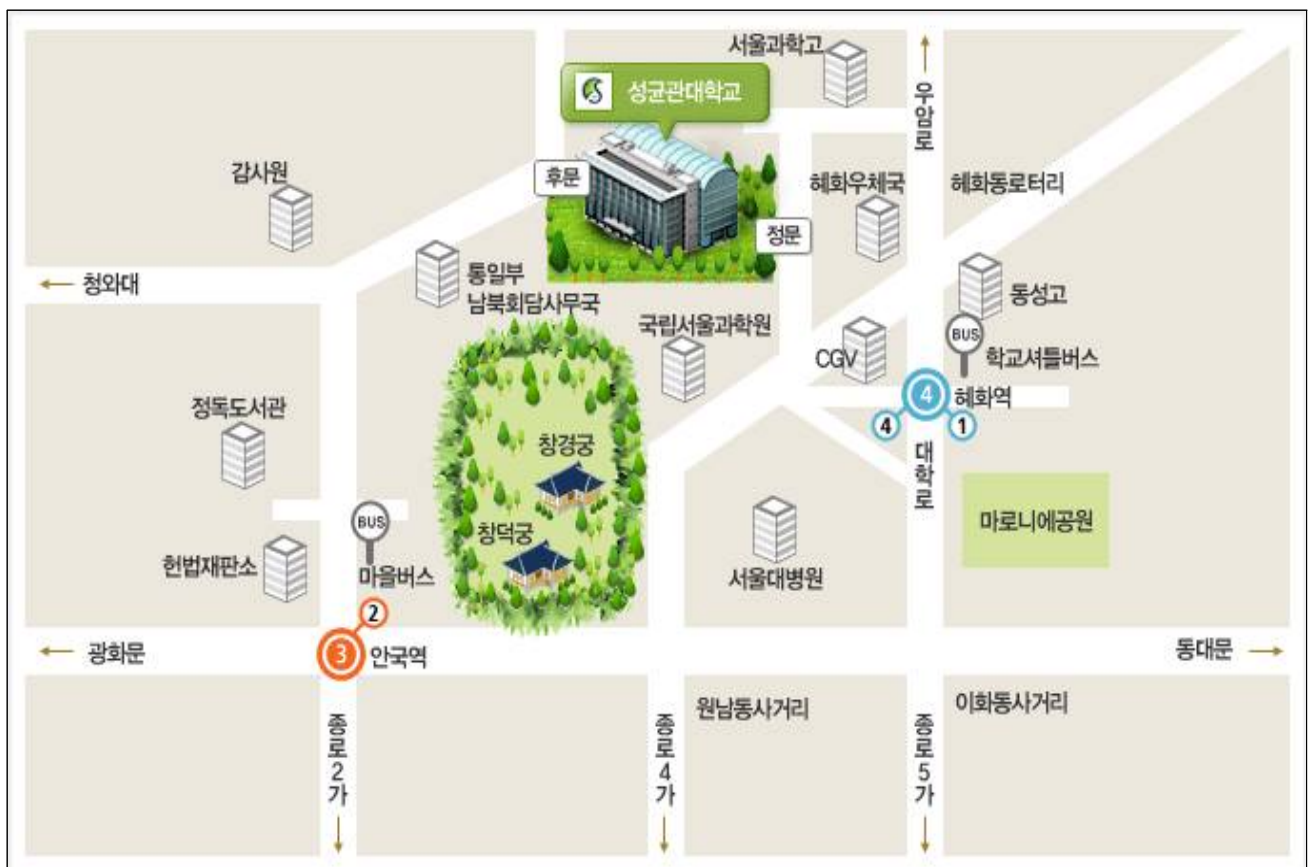 서울과학고
성균관대학교
우암로
감사원
후문
혜화우체국
혜화동로터리
정문
청와대
통일부
남북회담사무국
동성고
국립서울과학원
BUS
CGV
학교셔틀버스
4
혜화역
정독도서관
4
1
창경궁
대학로
BUS
마로니에공원
창덕궁
헌법재판소
마을버스
서울대병원
2
광화문
3
안국역
동대문
원남동사거리
이화동사거리
종로2가
종로4가
종로5가